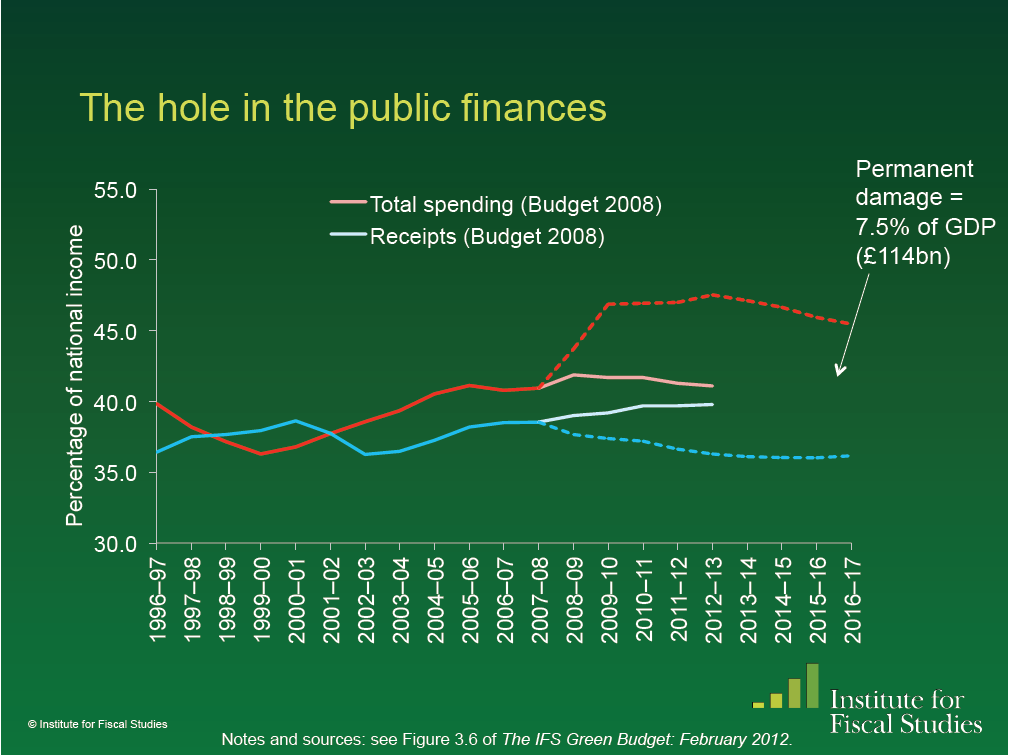 The hole in the public finances
Permanent
damage =
7.5% of GDP
(£114bn)
Total spending (Budget 2008)
Receipts (Budget 2008)
Percentage of national income
55.0
50.0
45.0
40.0
35.0
30.0
1996–97
1997–98
1998–99
1999–00
2000–01
2001–02
2002–03
2003–04
2004–05
2005–06
2006–07
2007–08
2008–09
2009–10
2010–11
2011–12
2012–13
2013–14
2014–15
2015–16
2016–17
Institute for
Fiscal Studies
© Institute for Fiscal Studies
Notes and sources: see Figure 3.6 of The IFS Green Budget: February 2012.